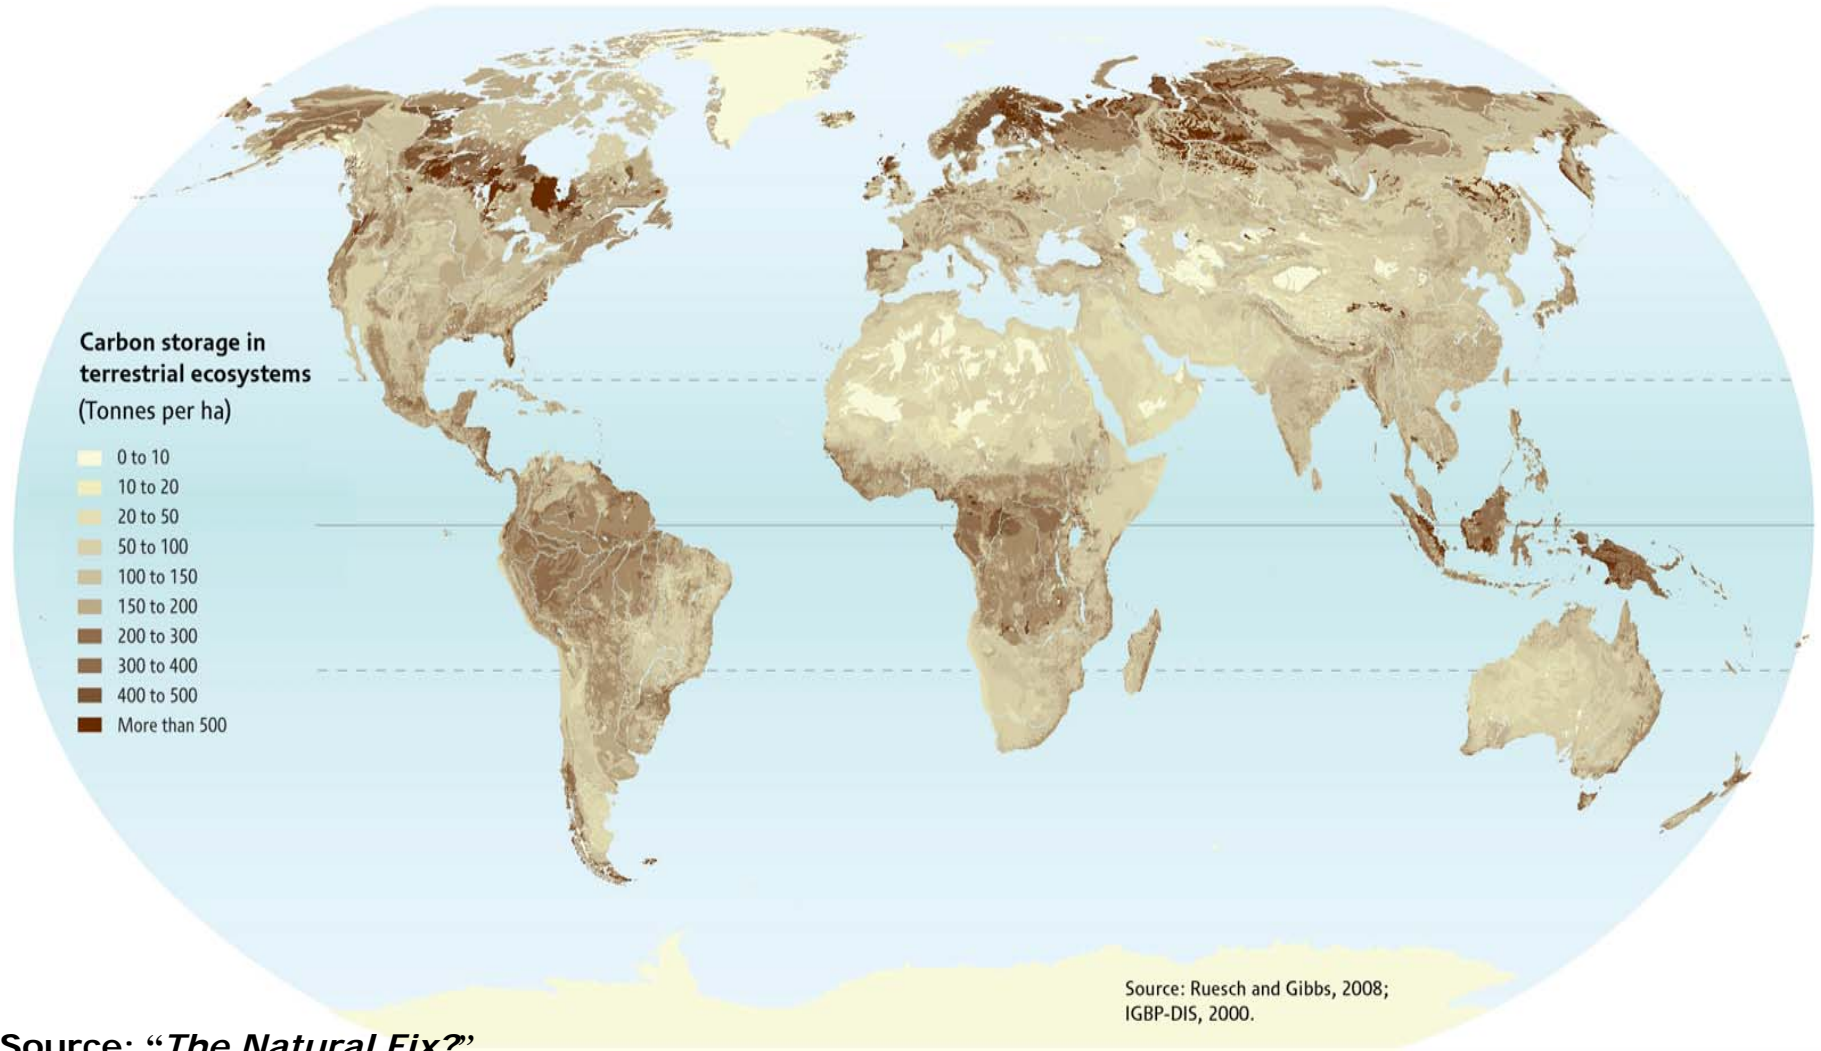 Carbon storage in
terrestrial ecosystems
(Tonnes per ha)
0 to 10
10 to 20
20 to 50
50 to 100
100 to 150
150 to 200
200 to 300
300 to 400
400 to 500
More than 500
Source: Ruesch and Gibbs, 2008;
IGBP-DIS, 2000.
Source: “The Natural Fix?”